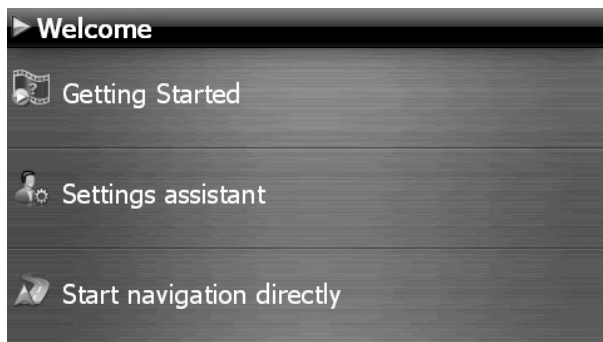 Welcome
Getting Started
Settings assistant
Start navigation directly